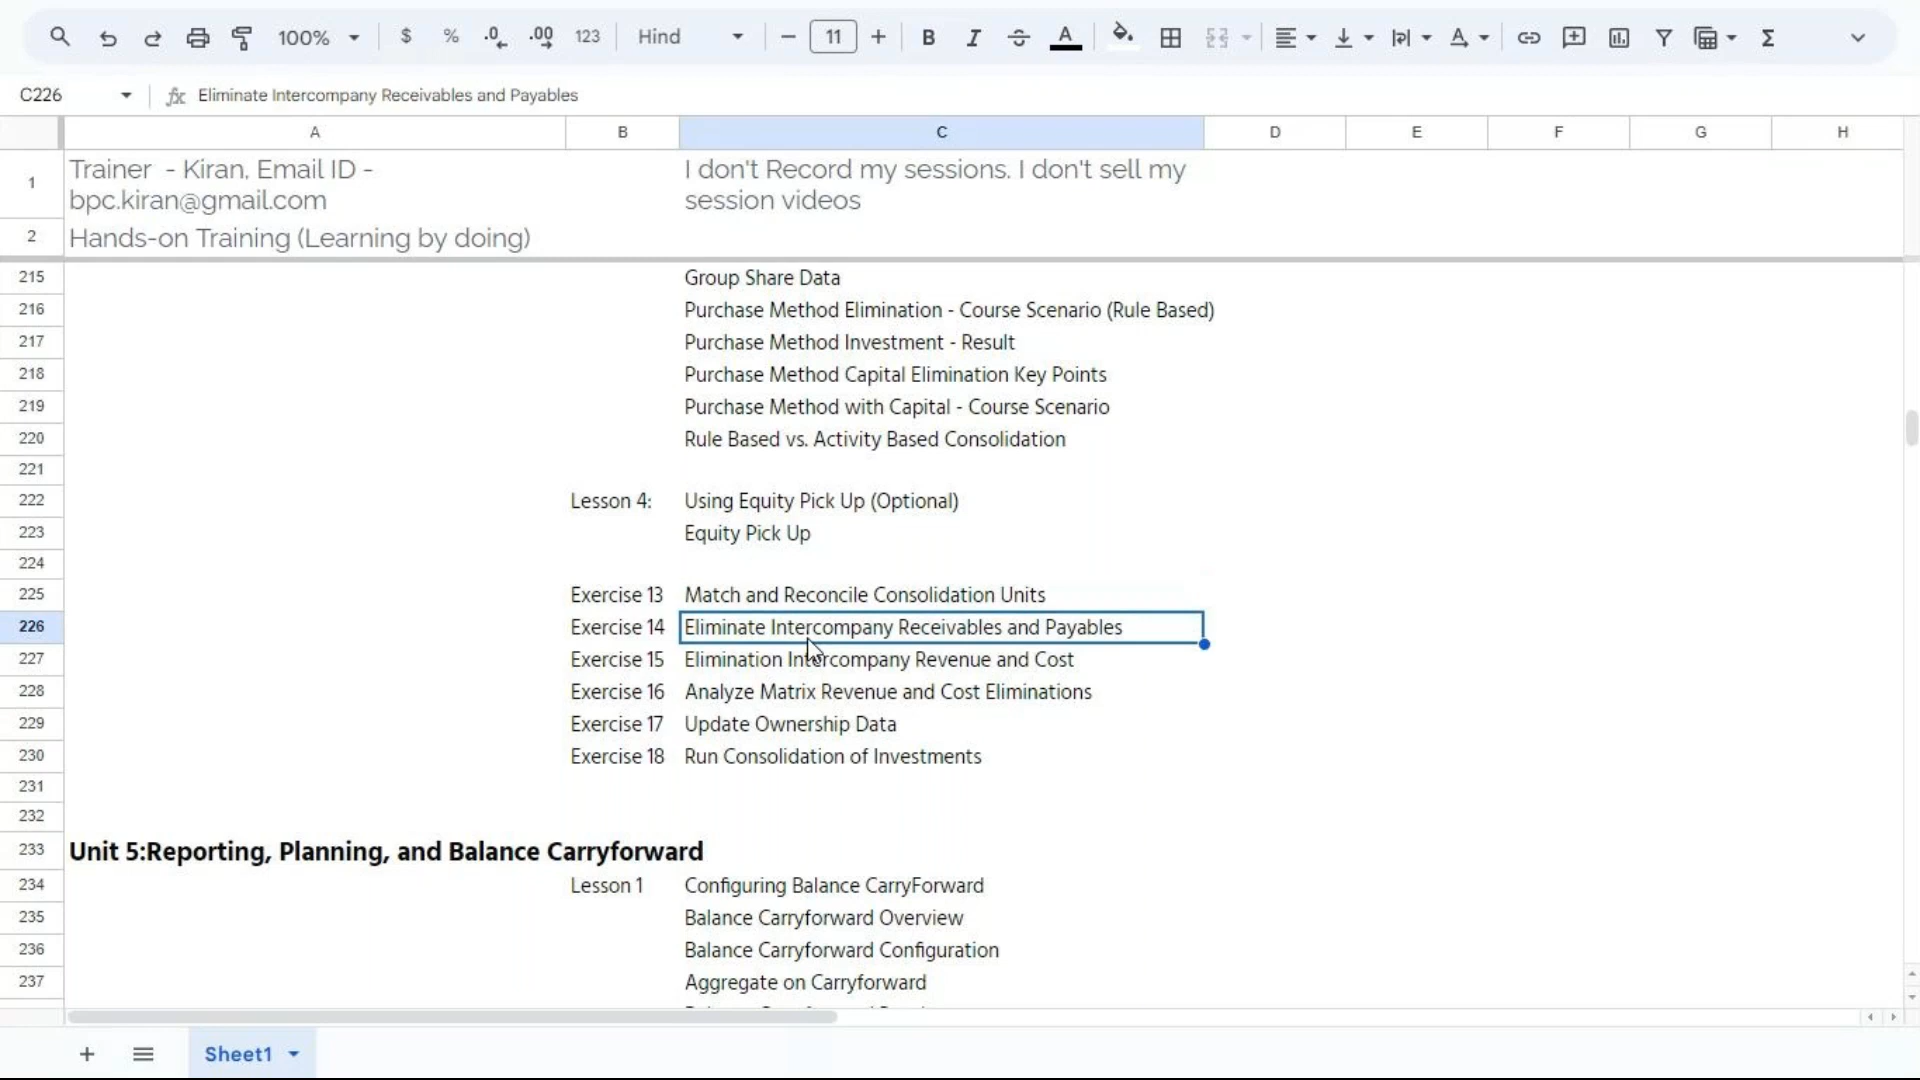 100%
$
%
.0
.00
123
Hind
11
B
I
A
Σ
C226
fx
Eliminate Intercompany Receivables and Payables
A B C D E F G H
1 Trainer - Kiran, Email ID - bpc.kiran@gmail.com I don't Record my sessions. I don't sell my session videos
2 Hands-on Training (Learning by doing)
215 Group Share Data
216 Purchase Method Elimination - Course Scenario (Rule Based)
217 Purchase Method Investment - Result
218 Purchase Method Capital Elimination Key Points
219 Purchase Method with Capital - Course Scenario
220 Rule Based vs. Activity Based Consolidation
221
222 Lesson 4: Using Equity Pick Up (Optional)
223 Equity Pick Up
224
225 Exercise 13 Match and Reconcile Consolidation Units
226 Exercise 14 Eliminate Intercompany Receivables and Payables
227 Exercise 15 Elimination Intercompany Revenue and Cost
228 Exercise 16 Analyze Matrix Revenue and Cost Eliminations
229 Exercise 17 Update Ownership Data
230 Exercise 18 Run Consolidation of Investments
231
232
233 Unit 5:Reporting, Planning, and Balance Carryforward
234 Lesson 1 Configuring Balance CarryForward
235 Balance Carryforward Overview
236 Balance Carryforward Configuration
237 Aggregate on Carryforward
Sheet1